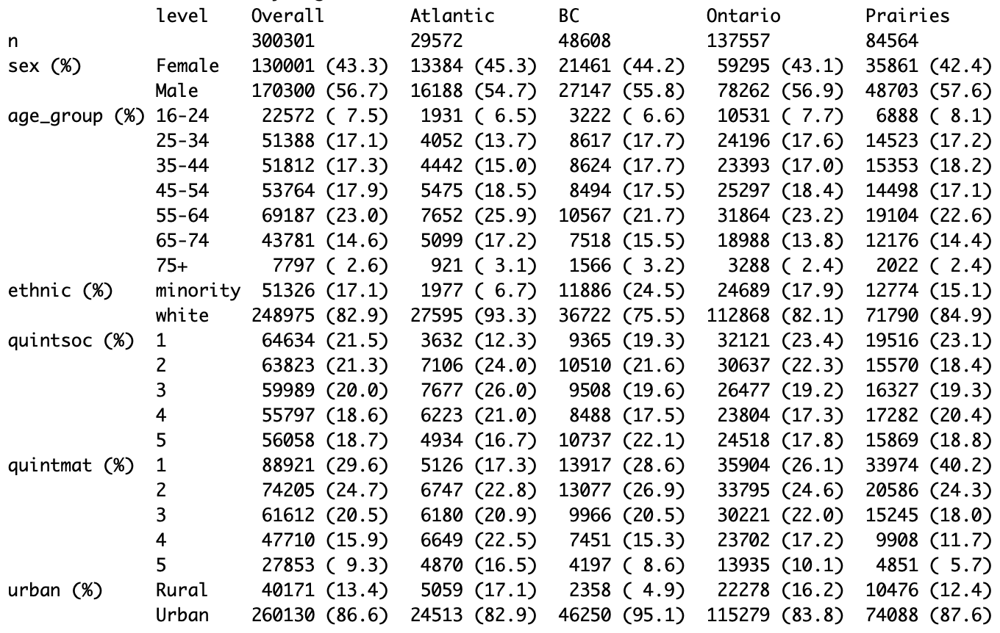 level Overall Atlantic BC Ontario Prairies
n 300301 29572 48608 137557 84564
sex (%) Female 130001 (43.3) 13384 (45.3) 21461 (44.2) 59295 (43.1) 35861 (42.4)
Male 170300 (56.7) 16188 (54.7) 27147 (55.8) 78262 (56.9) 48703 (57.6)
age_group (%) 16-24 22572 ( 7.5) 1931 ( 6.5) 3222 ( 6.6) 10531 ( 7.7) 6888 ( 8.1)
25-34 51388 (17.1) 4052 (13.7) 8617 (17.7) 24196 (17.6) 14523 (17.2)
35-44 51812 (17.3) 4442 (15.0) 8624 (17.7) 23393 (17.0) 15353 (18.2)
45-54 53764 (17.9) 5475 (18.5) 8494 (17.5) 25297 (18.4) 14498 (17.1)
55-64 69187 (23.0) 7652 (25.9) 10567 (21.7) 31864 (23.2) 19104 (22.6)
65-74 43781 (14.6) 5099 (17.2) 7518 (15.5) 18988 (13.8) 12176 (14.4)
75+ 7797 ( 2.6) 921 ( 3.1) 1566 ( 3.2) 3288 ( 2.4) 2022 ( 2.4)
ethnic (%) minority 51326 (17.1) 1977 ( 6.7) 11886 (24.5) 24689 (17.9) 12774 (15.1)
white 248975 (82.9) 27595 (93.3) 36722 (75.5) 112868 (82.1) 71790 (84.9)
quintsoc (%) 1 64634 (21.5) 3632 (12.3) 9365 (19.3) 32121 (23.4) 19516 (23.1)
2 63823 (21.3) 7106 (24.0) 10510 (21.6) 30637 (22.3) 15570 (18.4)
3 59989 (20.0) 7677 (26.0) 9508 (19.6) 26477 (19.2) 16327 (19.3)
4 55797 (18.6) 6223 (21.0) 8488 (17.5) 23804 (17.3) 17282 (20.4)
5 56058 (18.7) 4934 (16.7) 10737 (22.1) 24518 (17.8) 15869 (18.8)
quintmat (%) 1 88921 (29.6) 5126 (17.3) 13917 (28.6) 35904 (26.1) 33974 (40.2)
2 74205 (24.7) 6747 (22.8) 13077 (26.9) 33795 (24.6) 20586 (24.3)
3 61612 (20.5) 6180 (20.9) 9966 (20.5) 30221 (22.0) 15245 (18.0)
4 47710 (15.9) 6649 (22.5) 7451 (15.3) 23702 (17.2) 9908 (11.7)
5 27853 ( 9.3) 4870 (16.5) 4197 ( 8.6) 13935 (10.1) 4851 ( 5.7)
urban (%) Rural 40171 (13.4) 5059 (17.1) 2358 ( 4.9) 22278 (16.2) 10476 (12.4)
Urban 260130 (86.6) 24513 (82.9) 46250 (95.1) 115279 (83.8) 74088 (87.6)